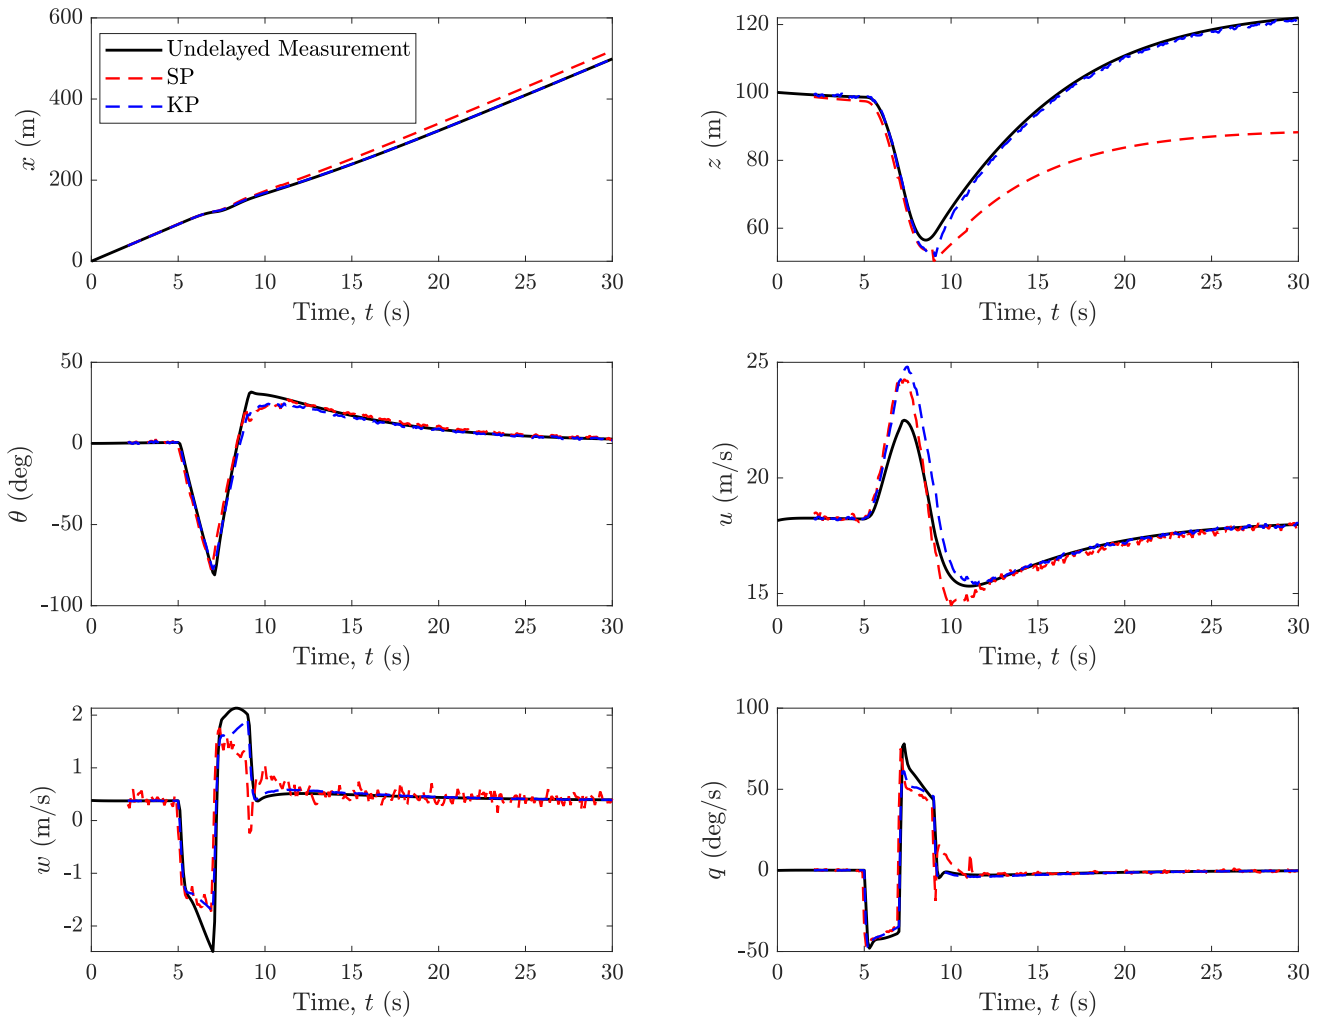 600
400
200
0
x (m)
Undelayed Measurement
SP
KP
0 5 10 15 20 25 30
Time, t (s)
120
100
80
60
z (m)
0 5 10 15 20 25 30
Time, t (s)
50
0
-50
-100
θ (deg)
0 5 10 15 20 25 30
Time, t (s)
25
20
15
u (m/s)
0 5 10 15 20 25 30
Time, t (s)
2
1
0
-1
-2
w (m/s)
0 5 10 15 20 25 30
Time, t (s)
100
50
0
-50
q (deg/s)
0 5 10 15 20 25 30
Time, t (s)